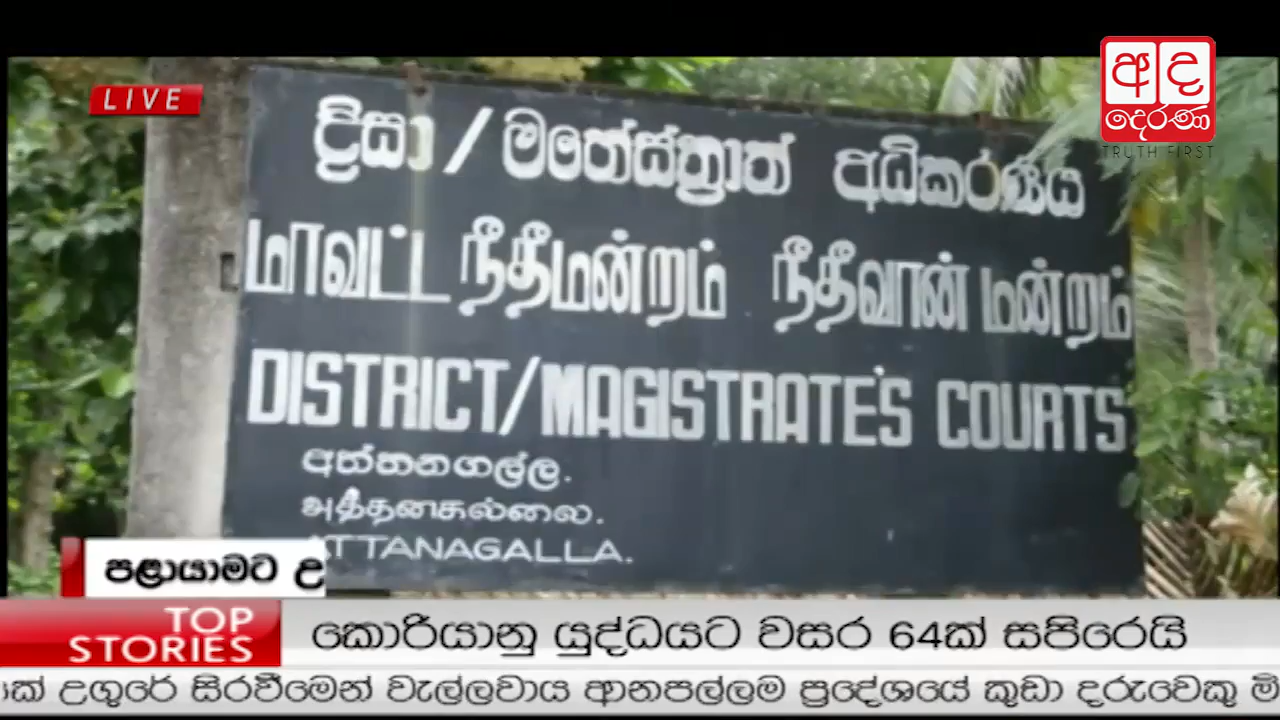 LIVE
අද
දෙරණ
TRUTH FIRST
දිසා / මහේස්ත්‍රාත් අධිකරණය
மாவட்ட நீதிமன்றம் நீதிவான் மன்றம்
DISTRICT/MAGISTRATE'S COURTS
අත්තනගල්ල.
அத்தனகல்லை.
ATTANAGALLA.
පළායාමට උ
TOP
STORIES
කොරියානු යුද්ධයට වසර 64ක් සපිරෙයි
ක් උගුරේ සිරවීමෙන් වැල්ලවාය ආනපල්ලම ප්‍රදේශයේ කුඩා දරුවෙකු මි